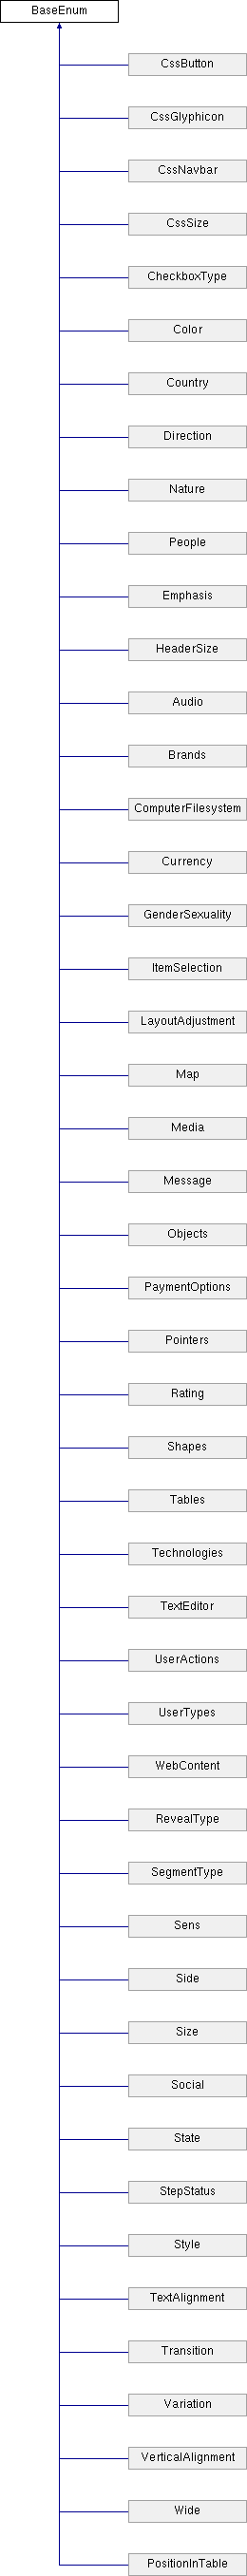 BaseEnum
CssButton
CssGlyphicon
CssNavbar
CssSize
CheckboxType
Color
Country
Direction
Nature
People
Emphasis
HeaderSize
Audio
Brands
ComputerFilesystem
Currency
GenderSexuality
ItemSelection
LayoutAdjustment
Map
Media
Message
Objects
PaymentOptions
Pointers
Rating
Shapes
Tables
Technologies
TextEditor
UserActions
UserTypes
WebContent
RevealType
SegmentType
Sens
Side
Size
Social
State
StepStatus
Style
TextAlignment
Transition
Variation
VerticalAlignment
Wide
PositionInTable